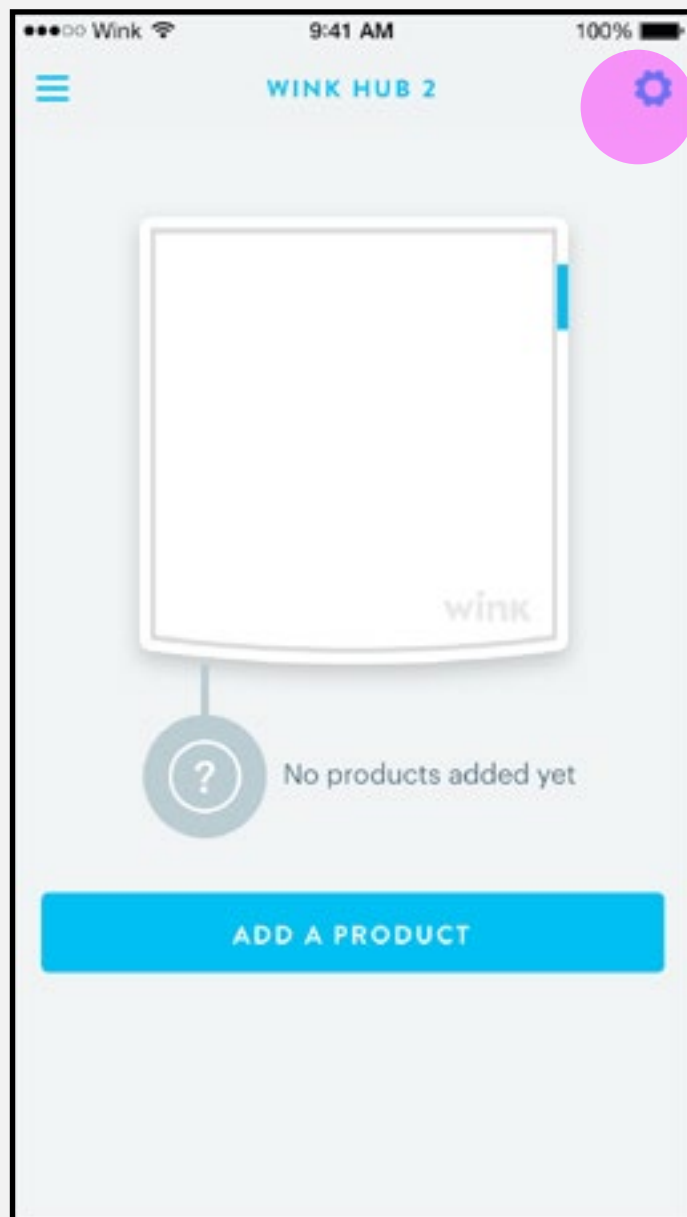 Wink 9:41 AM 100%
WINK HUB 2
wink
?
No products added yet
ADD A PRODUCT